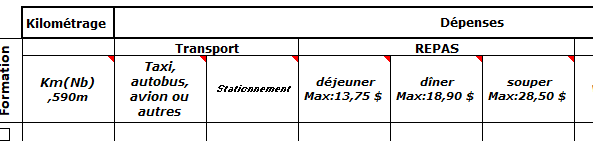 Kilométrage
Dépenses
Transport
REPAS
Formation
Km(Nb)
,590m
Taxi,
autobus,
avion ou
autres
Stationnement
déjeuner
Max:13,75 $
dîner
Max:18,90 $
souper
Max:28,50 $